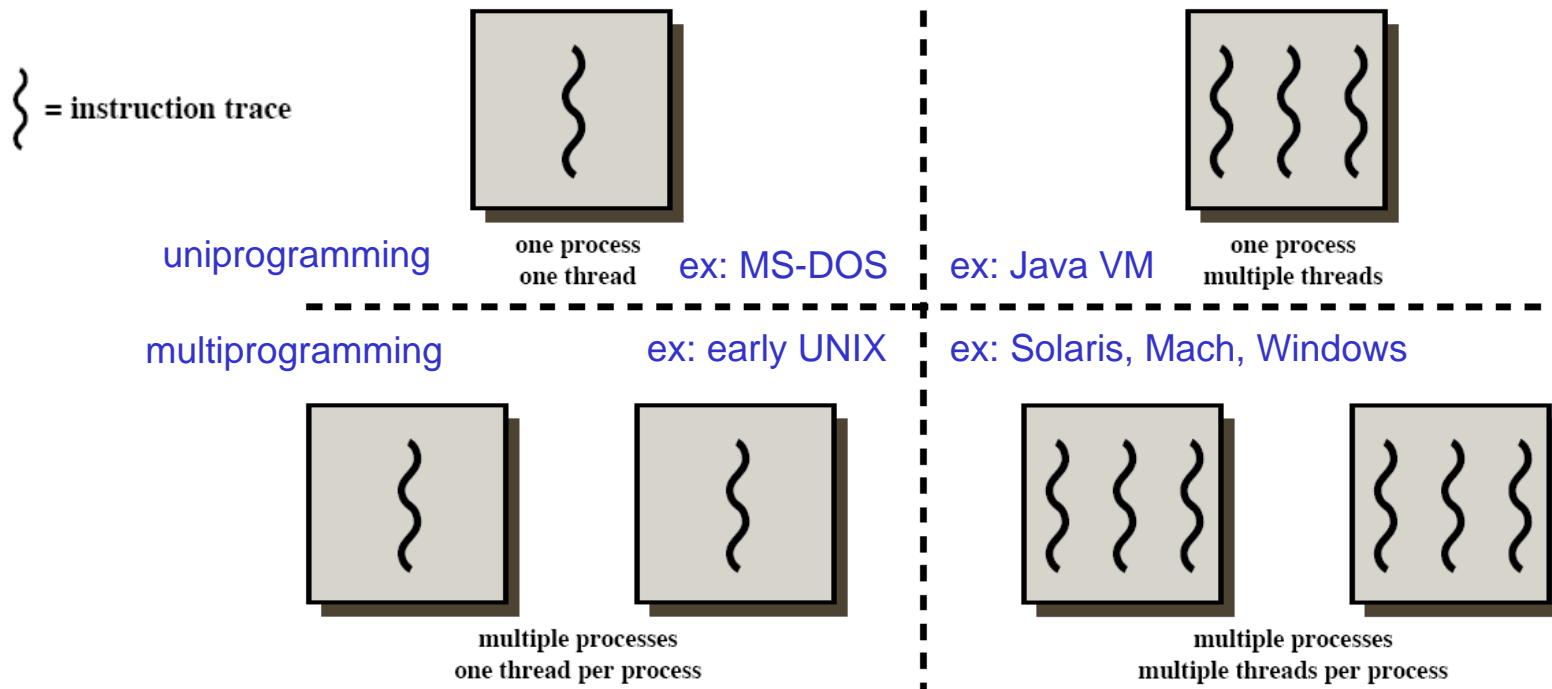 = instruction trace
uniprogramming
one process
one thread
ex: MS-DOS
ex: Java VM
one process
multiple threads
multiprogramming
ex: early UNIX
ex: Solaris, Mach, Windows
multiple processes
one thread per process
multiple processes
multiple threads per process